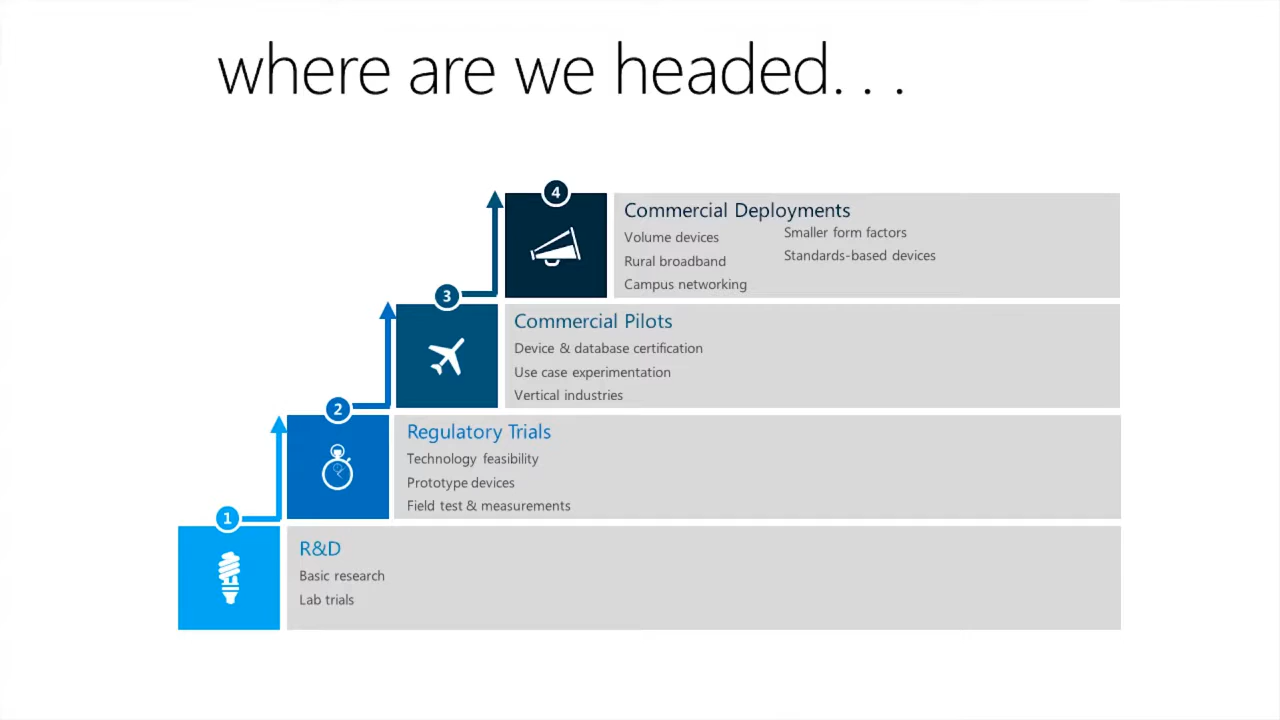 where are we headed. . .
4
Commercial Deployments
Volume devices
Rural broadband
Campus networking
Smaller form factors
Standards-based devices
3
Commercial Pilots
Device & database certification
Use case experimentation
Vertical industries
2
Regulatory Trials
Technology feasibility
Prototype devices
Field test & measurements
1
R&D
Basic research
Lab trials